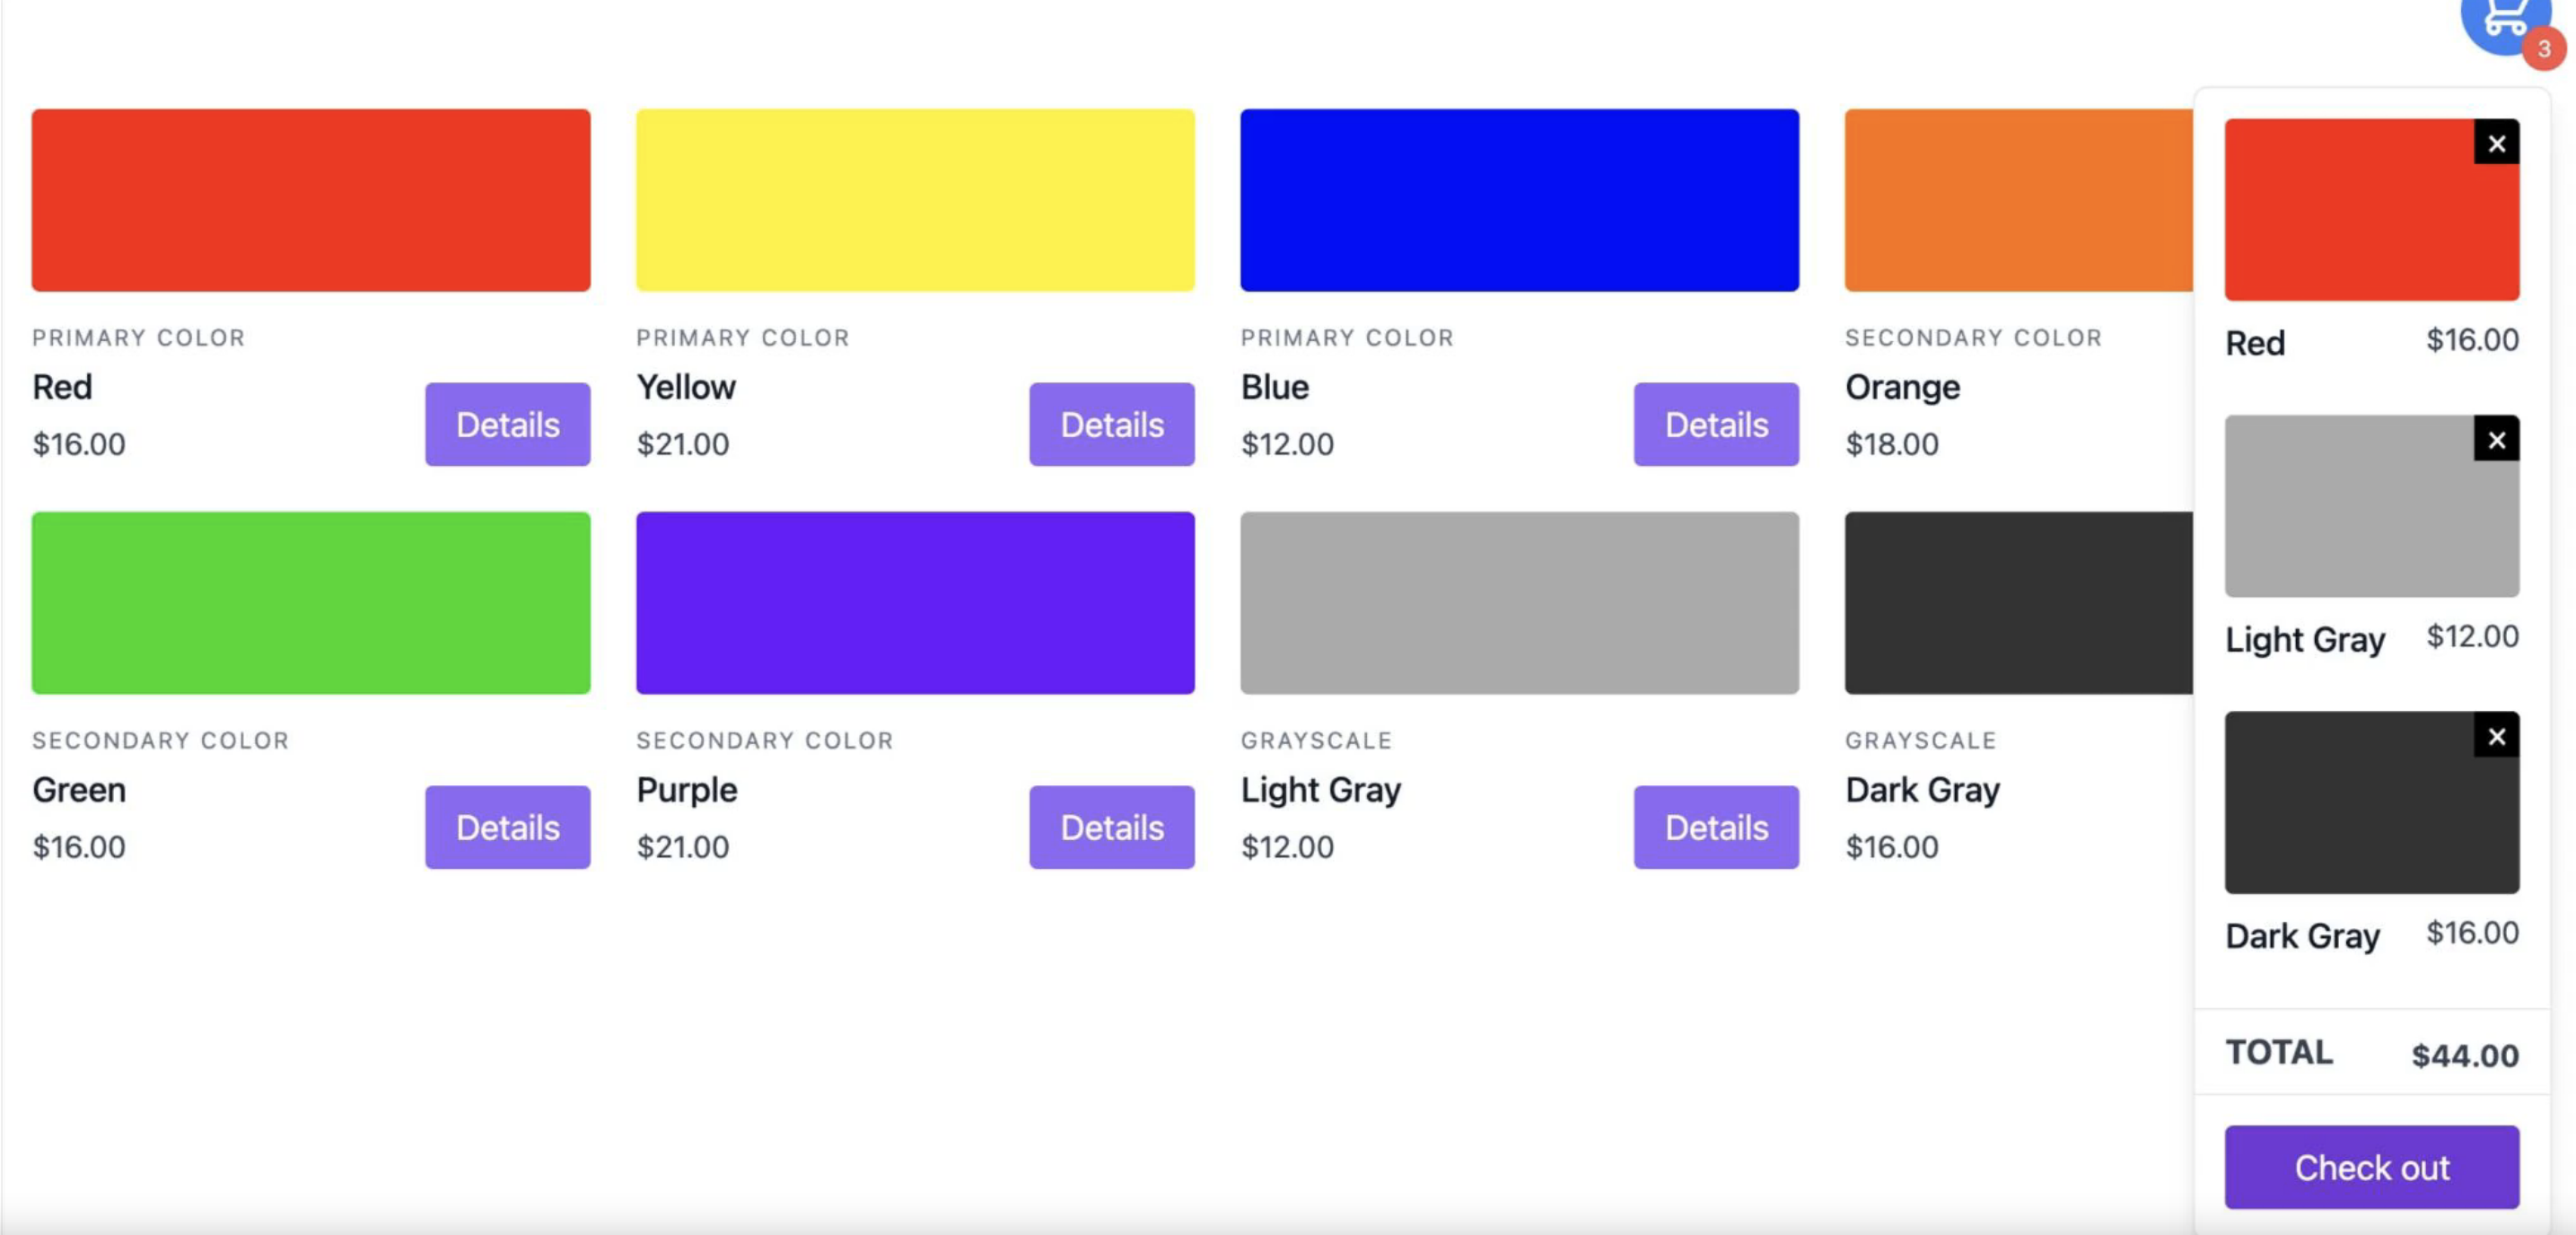 3
PRIMARY COLOR
Red
$16.00
Details
PRIMARY COLOR
Yellow
$21.00
Details
PRIMARY COLOR
Blue
$12.00
Details
SECONDARY COLOR
Orange
$18.00
SECONDARY COLOR
Green
$16.00
Details
SECONDARY COLOR
Purple
$21.00
Details
GRAYSCALE
Light Gray
$12.00
Details
GRAYSCALE
Dark Gray
$16.00
Red $16.00
Light Gray $12.00
Dark Gray $16.00
TOTAL $44.00
Check out